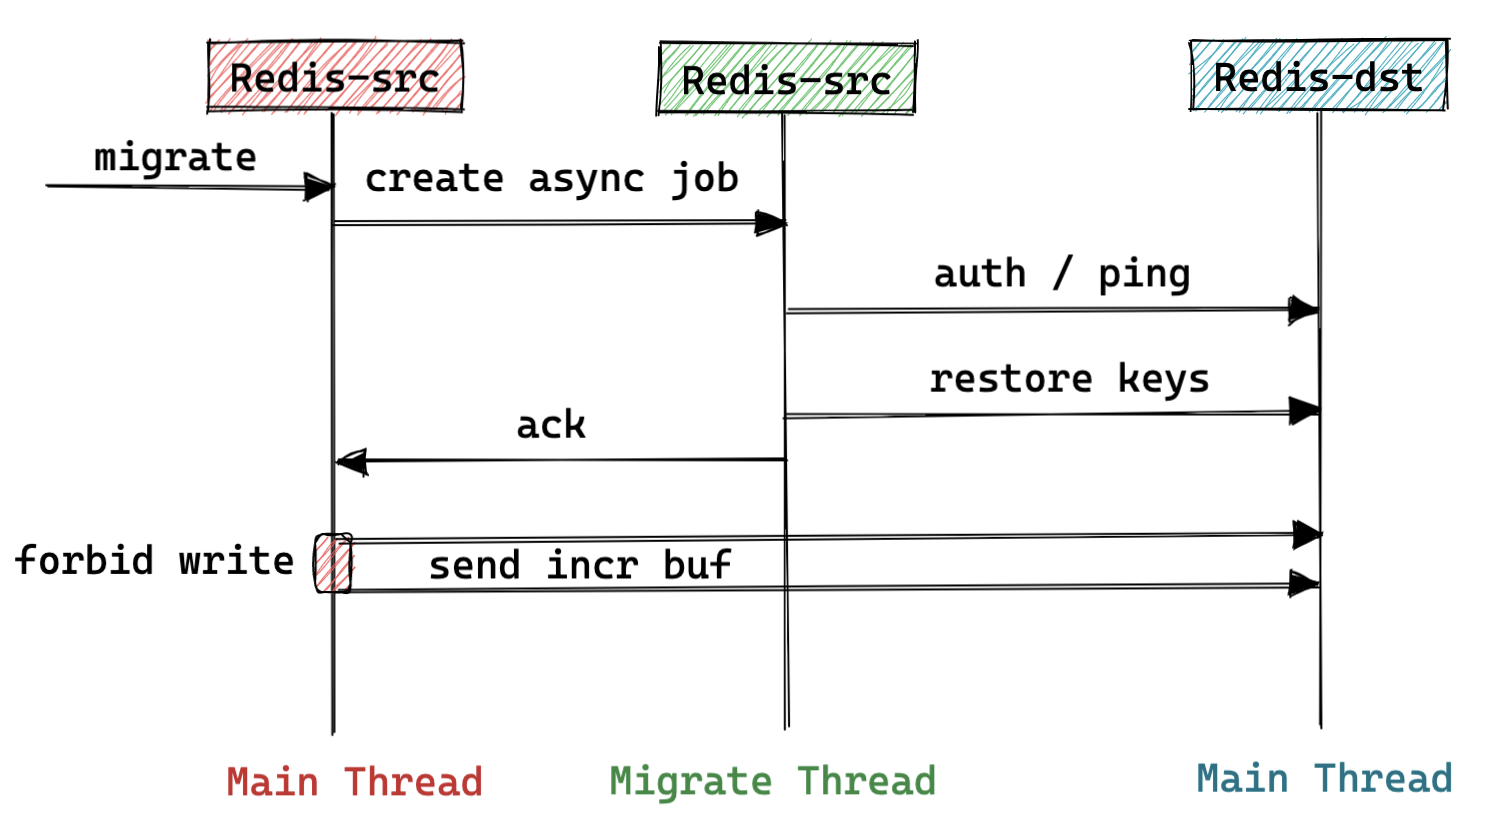 Redis-src
Redis-src
Redis-dst
migrate
create async job
auth / ping
restore keys
ack
forbid write
send incr buf
Main Thread
Migrate Thread
Main Thread